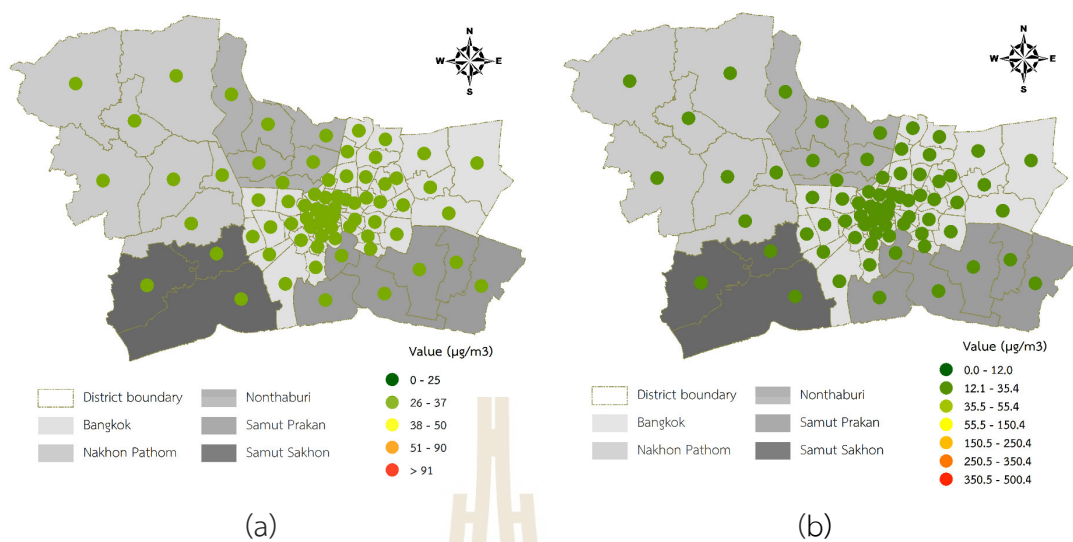 N
W E
S
Value (µg/m3)
0 - 25
26 - 37
38 - 50
51 - 90
> 91
District boundary
Bangkok
Nakhon Pathom
Nonthaburi
Samut Prakan
Samut Sakhon
(a)
N
W E
S
Value (µg/m3)
0.0 - 12.0
12.1 - 35.4
35.5 - 55.4
55.5 - 150.4
150.5 - 250.4
250.5 - 350.4
350.5 - 500.4
District boundary
Bangkok
Nakhon Pathom
Nonthaburi
Samut Prakan
Samut Sakhon
(b)